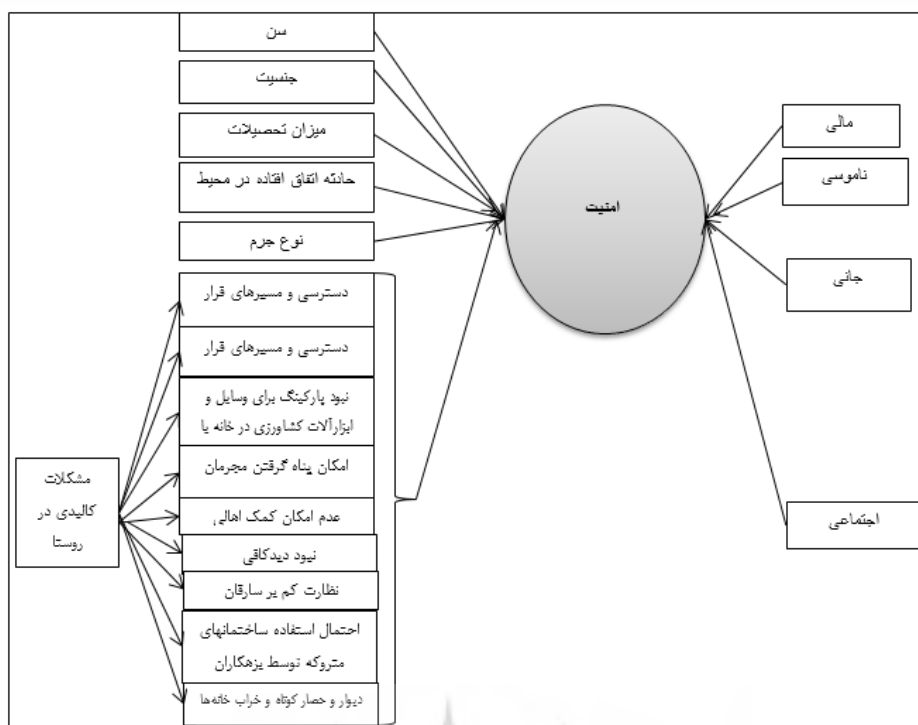 سن
جنسیت
میزان تحصیلات
حادثه اتفاق افتاده در محیط
نوع جرم
دسترسی و مسیرهای قرار
دسترسی و مسیرهای قرار
نبود پارکینگ برای وسایل و
ابزارآلات کشاورزی در خانه یا
امکان پناه گرفتن مجرمان
عدم امکان کمک اهالی
نبود دیدکافی
نظارت کم بر سارقان
احتمال استفاده ساختمانهای
متروکه توسط بزهکاران
دیوار و حصار کوتاه و خراب خانه‌ها
مشکلات
کالبدی در
روستا
امنیت
مالی
ناموسی
جانی
اجتماعی